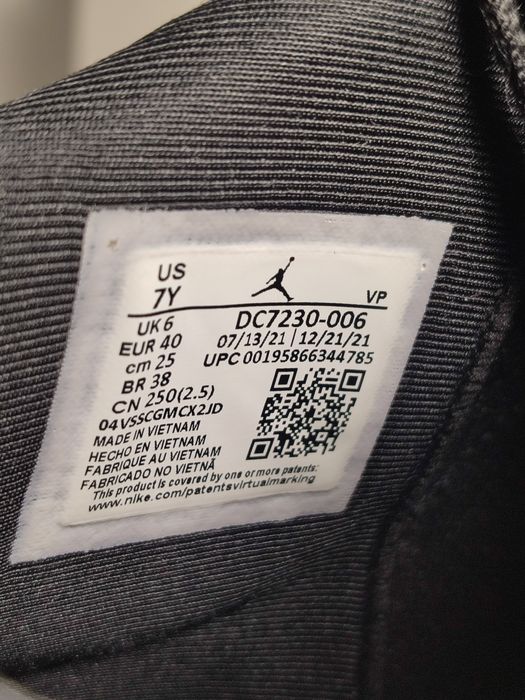 US
7Y
VP
UK 6
EUR 40
cm 25
BR 38
CN 250(2.5)
04VSSCGMCX2JD
DC7230-006
07/13/21 | 12/21/21
UPC 00195866344785
MADE IN VIETNAM
HECHO EN VIETNAM
FABRIQUE AU VIETNAM
FABRICADO NO VIETNÃ
This product is covered by one or more patents:
www.nike.com/patentsvirtualmarking